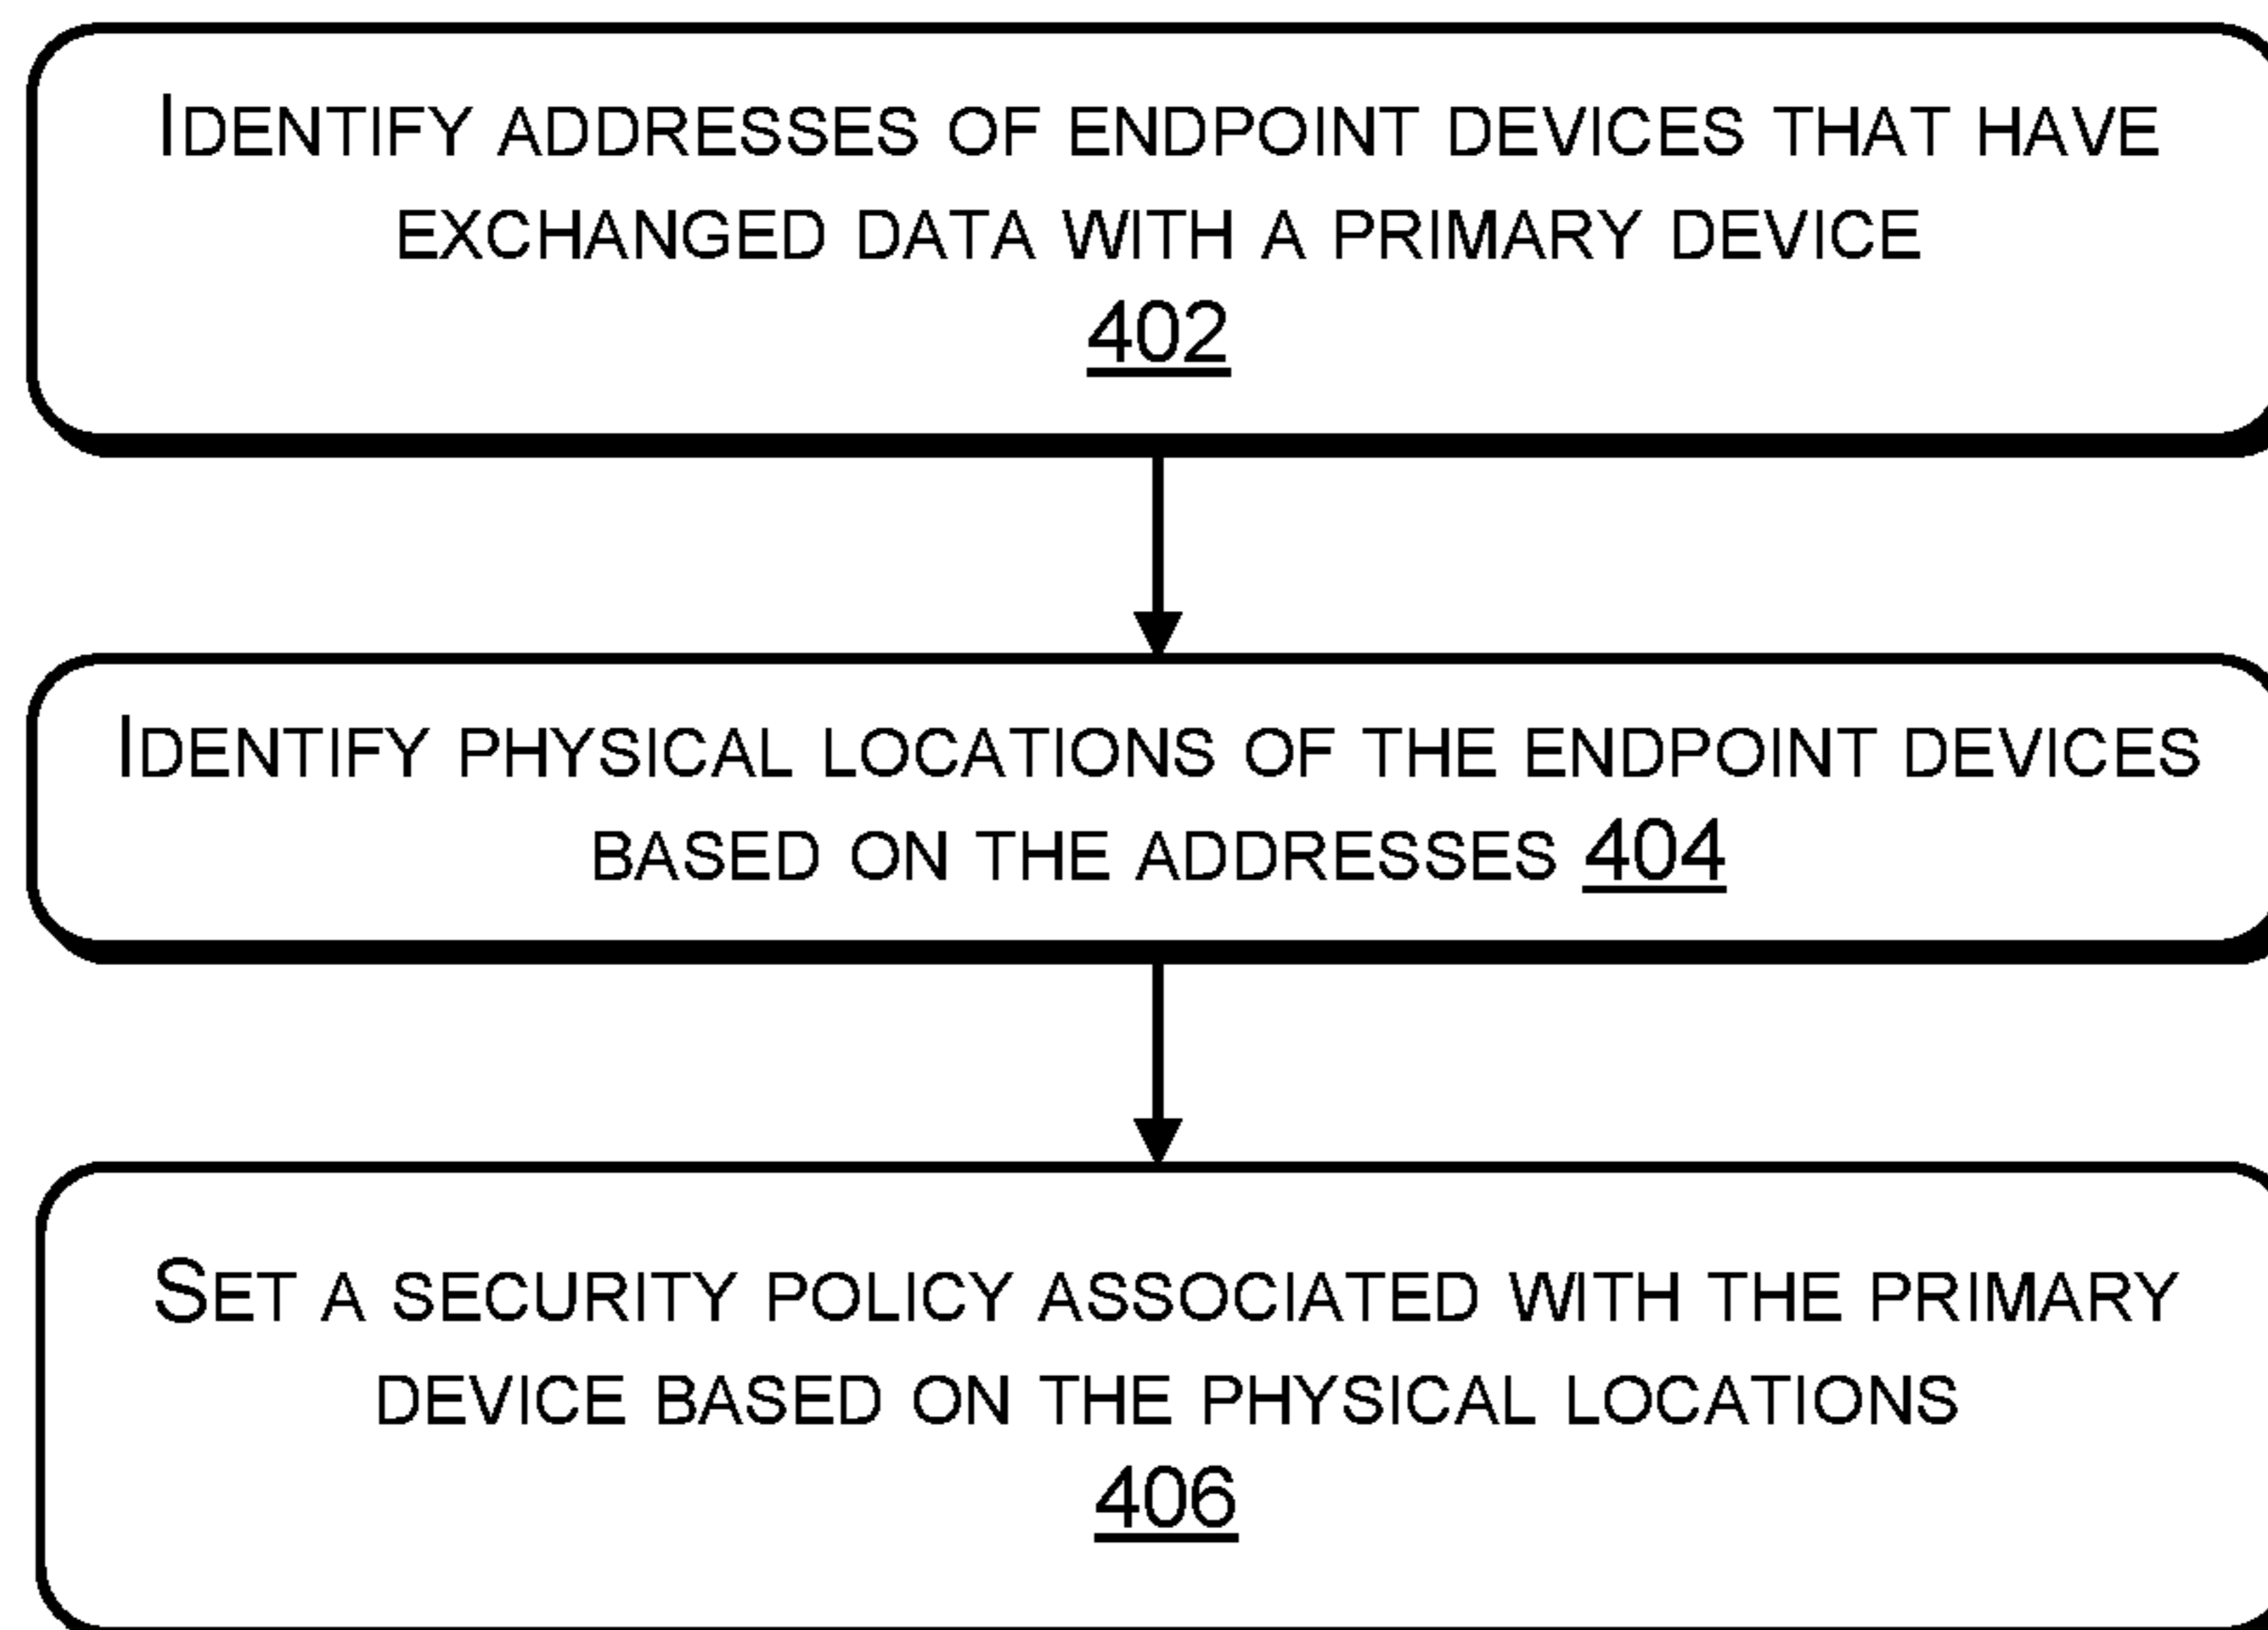 IDENTIFY ADDRESSES OF ENDPOINT DEVICES THAT HAVE
EXCHANGED DATA WITH A PRIMARY DEVICE
402
IDENTIFY PHYSICAL LOCATIONS OF THE ENDPOINT DEVICES
BASED ON THE ADDRESSES 404
SET A SECURITY POLICY ASSOCIATED WITH THE PRIMARY
DEVICE BASED ON THE PHYSICAL LOCATIONS
406